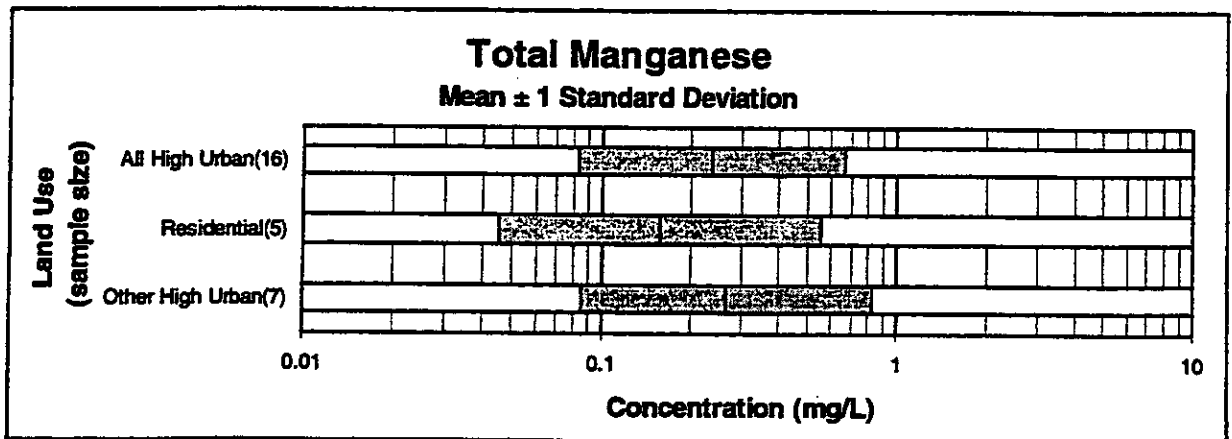 Total Manganese
Mean ± 1 Standard Deviation
Land Use
(sample size)
All High Urban(16)
Residential(5)
Other High Urban(7)
0.01 0.1 1 10
Concentration (mg/L)